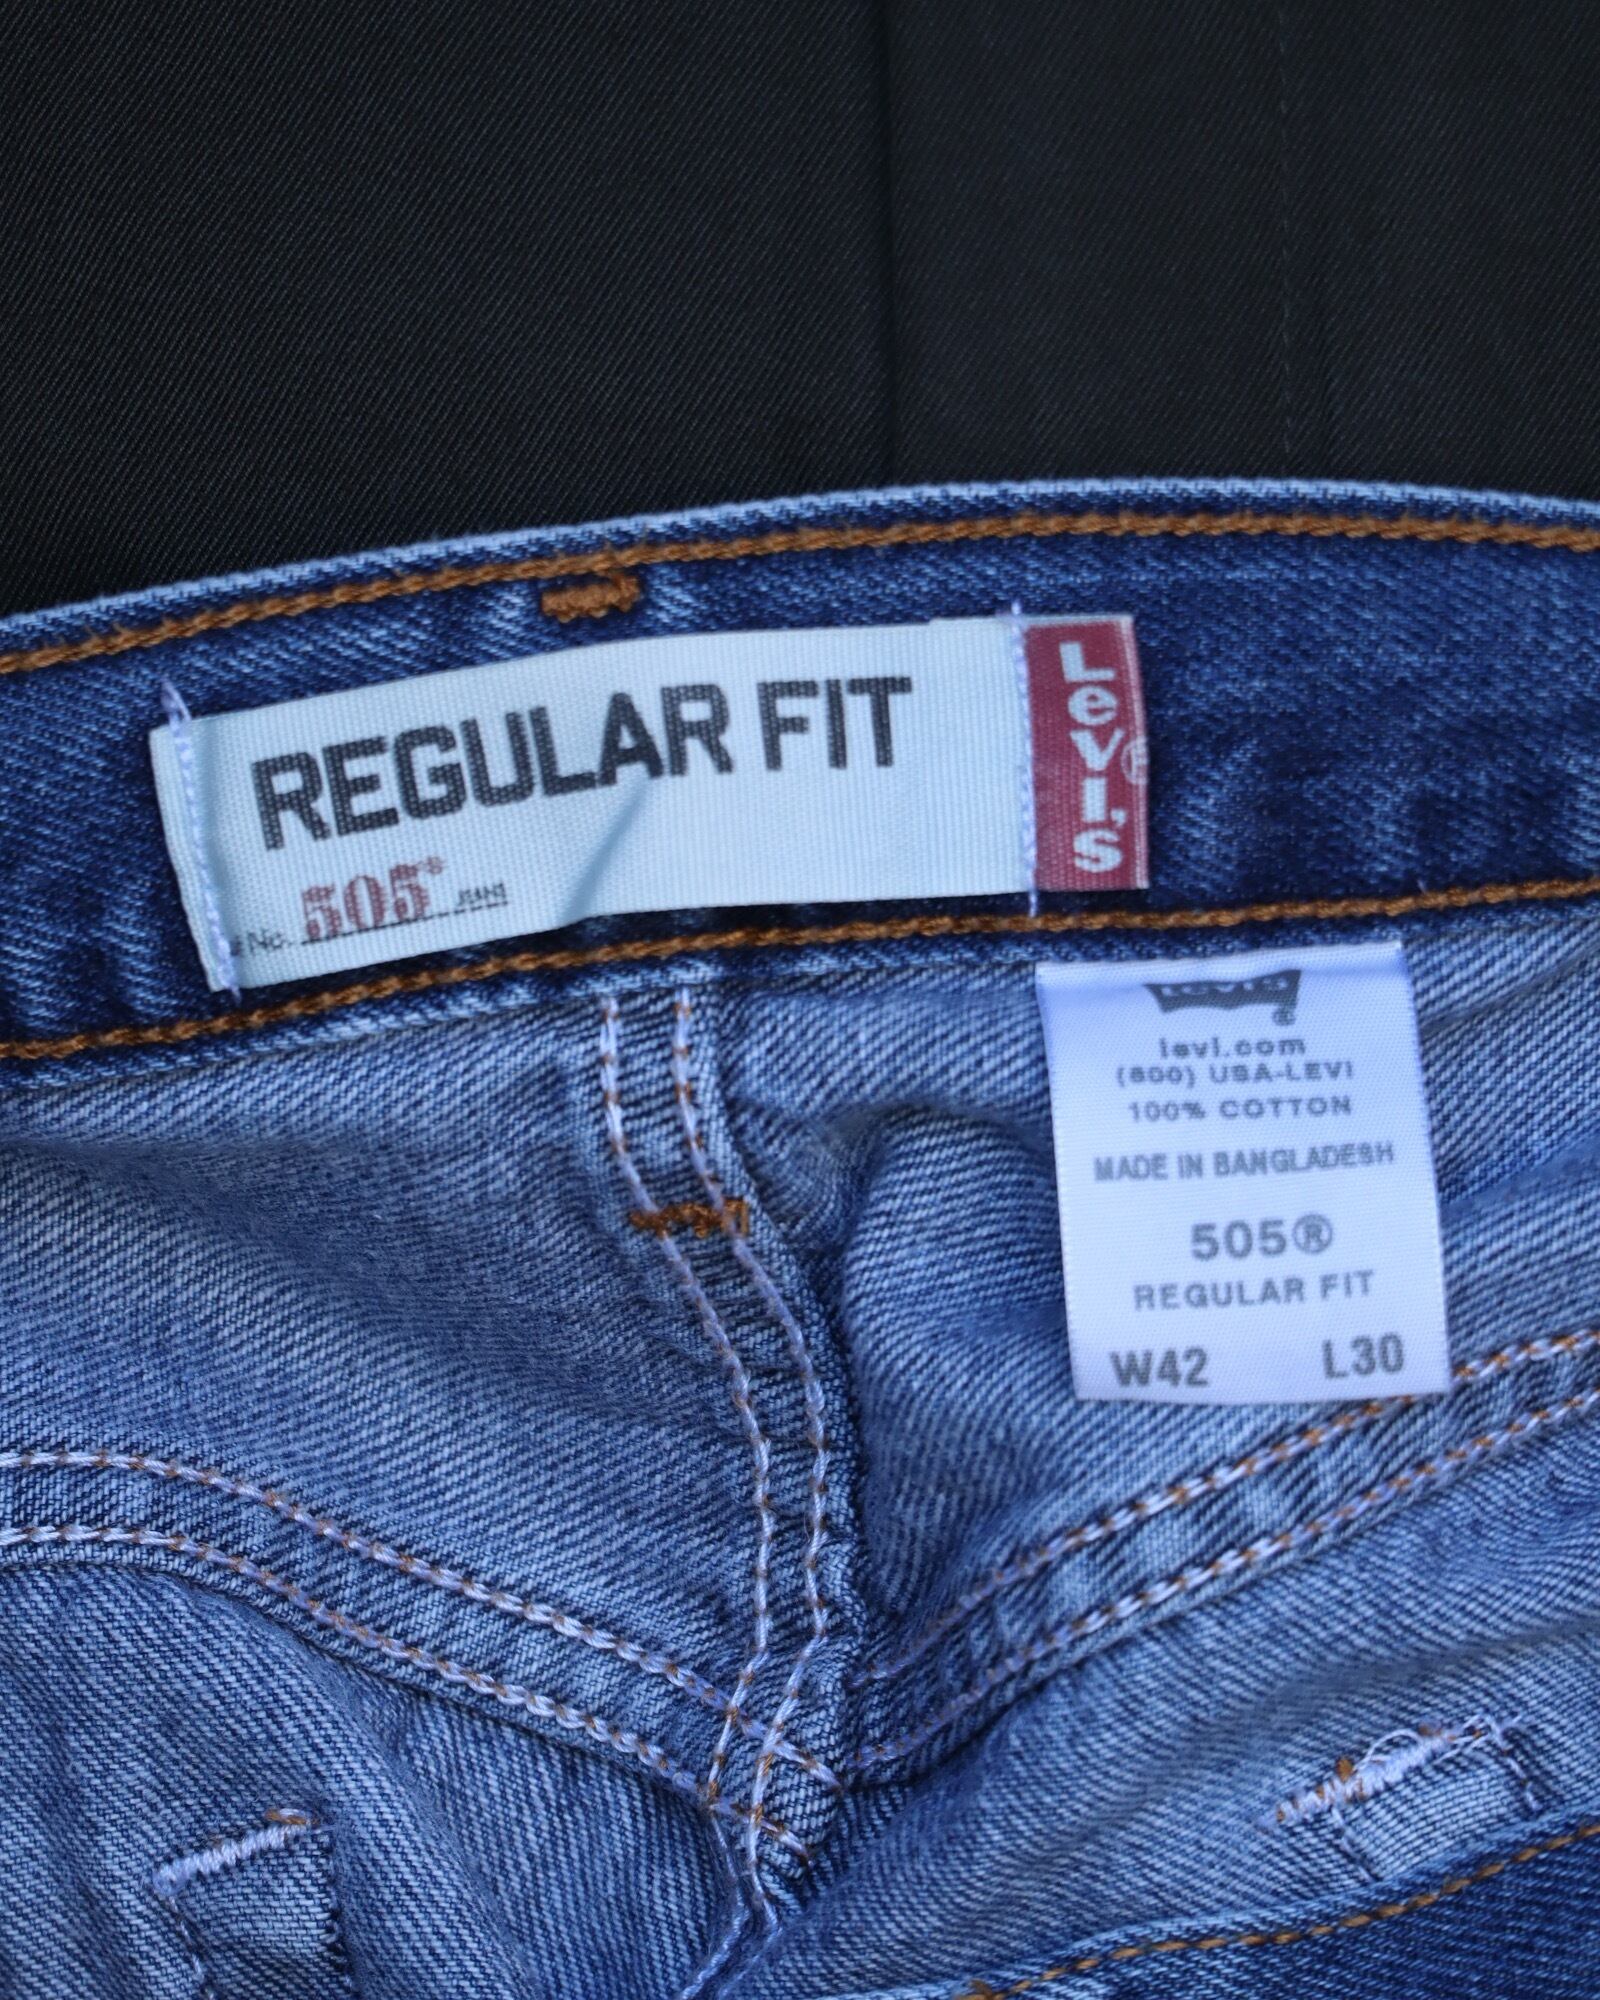 REGULAR FIT
No. 505® JEANS
Levi's®
Levi's®
levi.com
(800) USA-LEVI
100% COTTON
MADE IN BANGLADESH
505®
REGULAR FIT
W42 L30